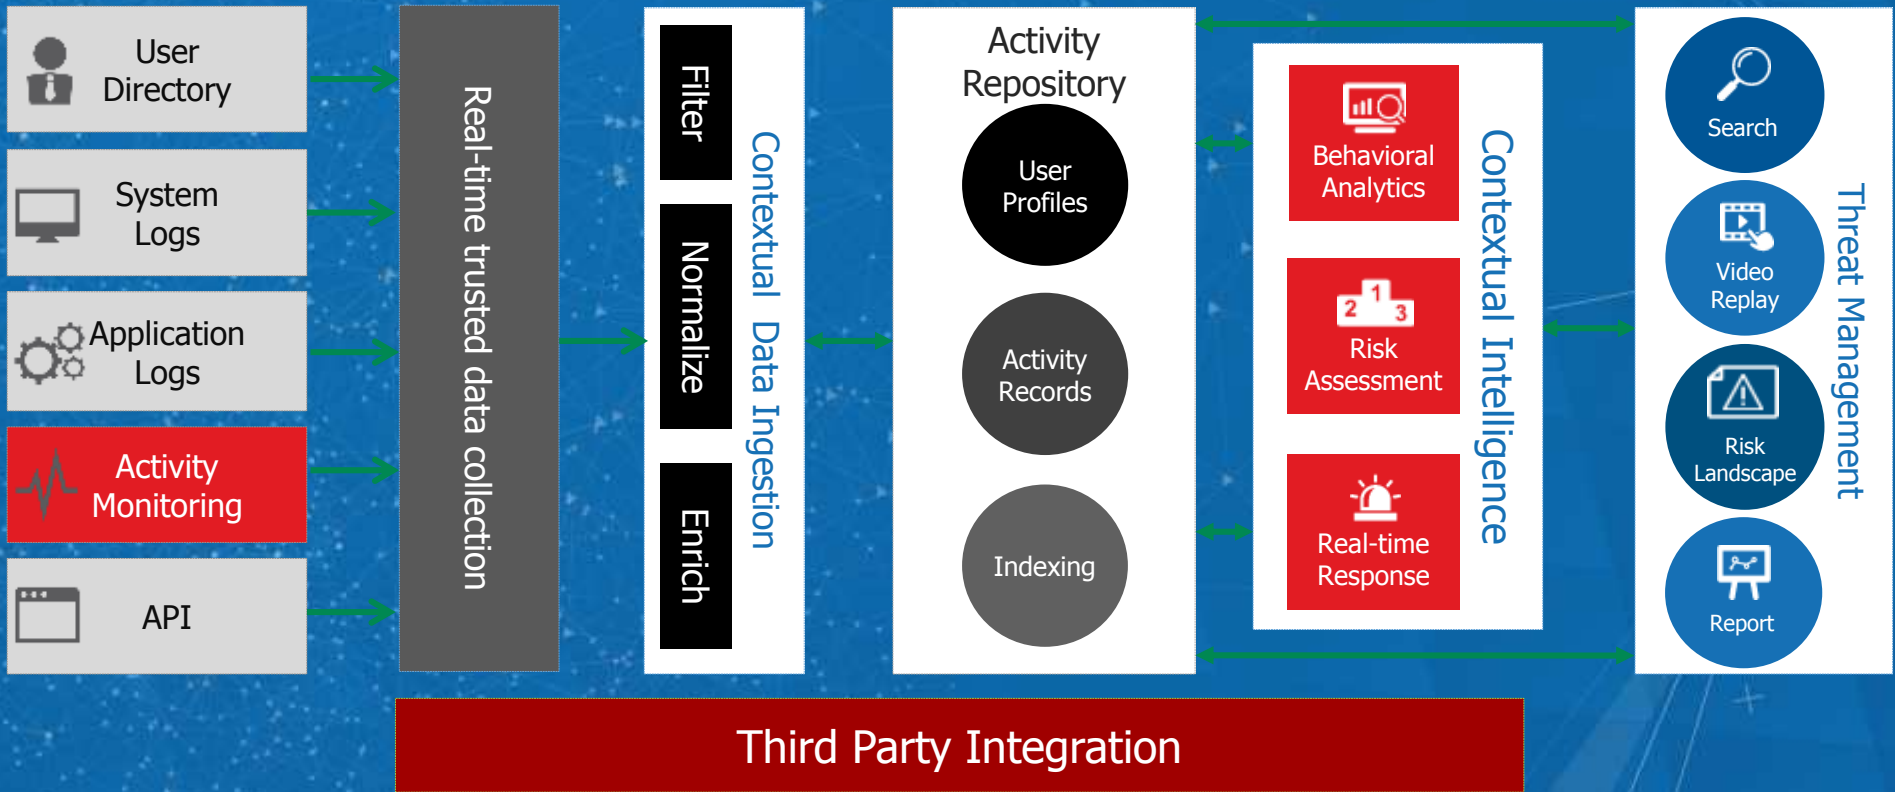 User
Directory
System
Logs
Application
Logs
Activity
Monitoring
API
Real-time trusted data collection
Filter
Normalize
Enrich
Contextual Data Ingestion
Activity
Repository
User
Profiles
Activity
Records
Indexing
Behavioral
Analytics
2 1 3
Risk
Assessment
Real-time
Response
Contextual Intelligence
Search
Video
Replay
Risk
Landscape
Report
Threat Management
Third Party Integration